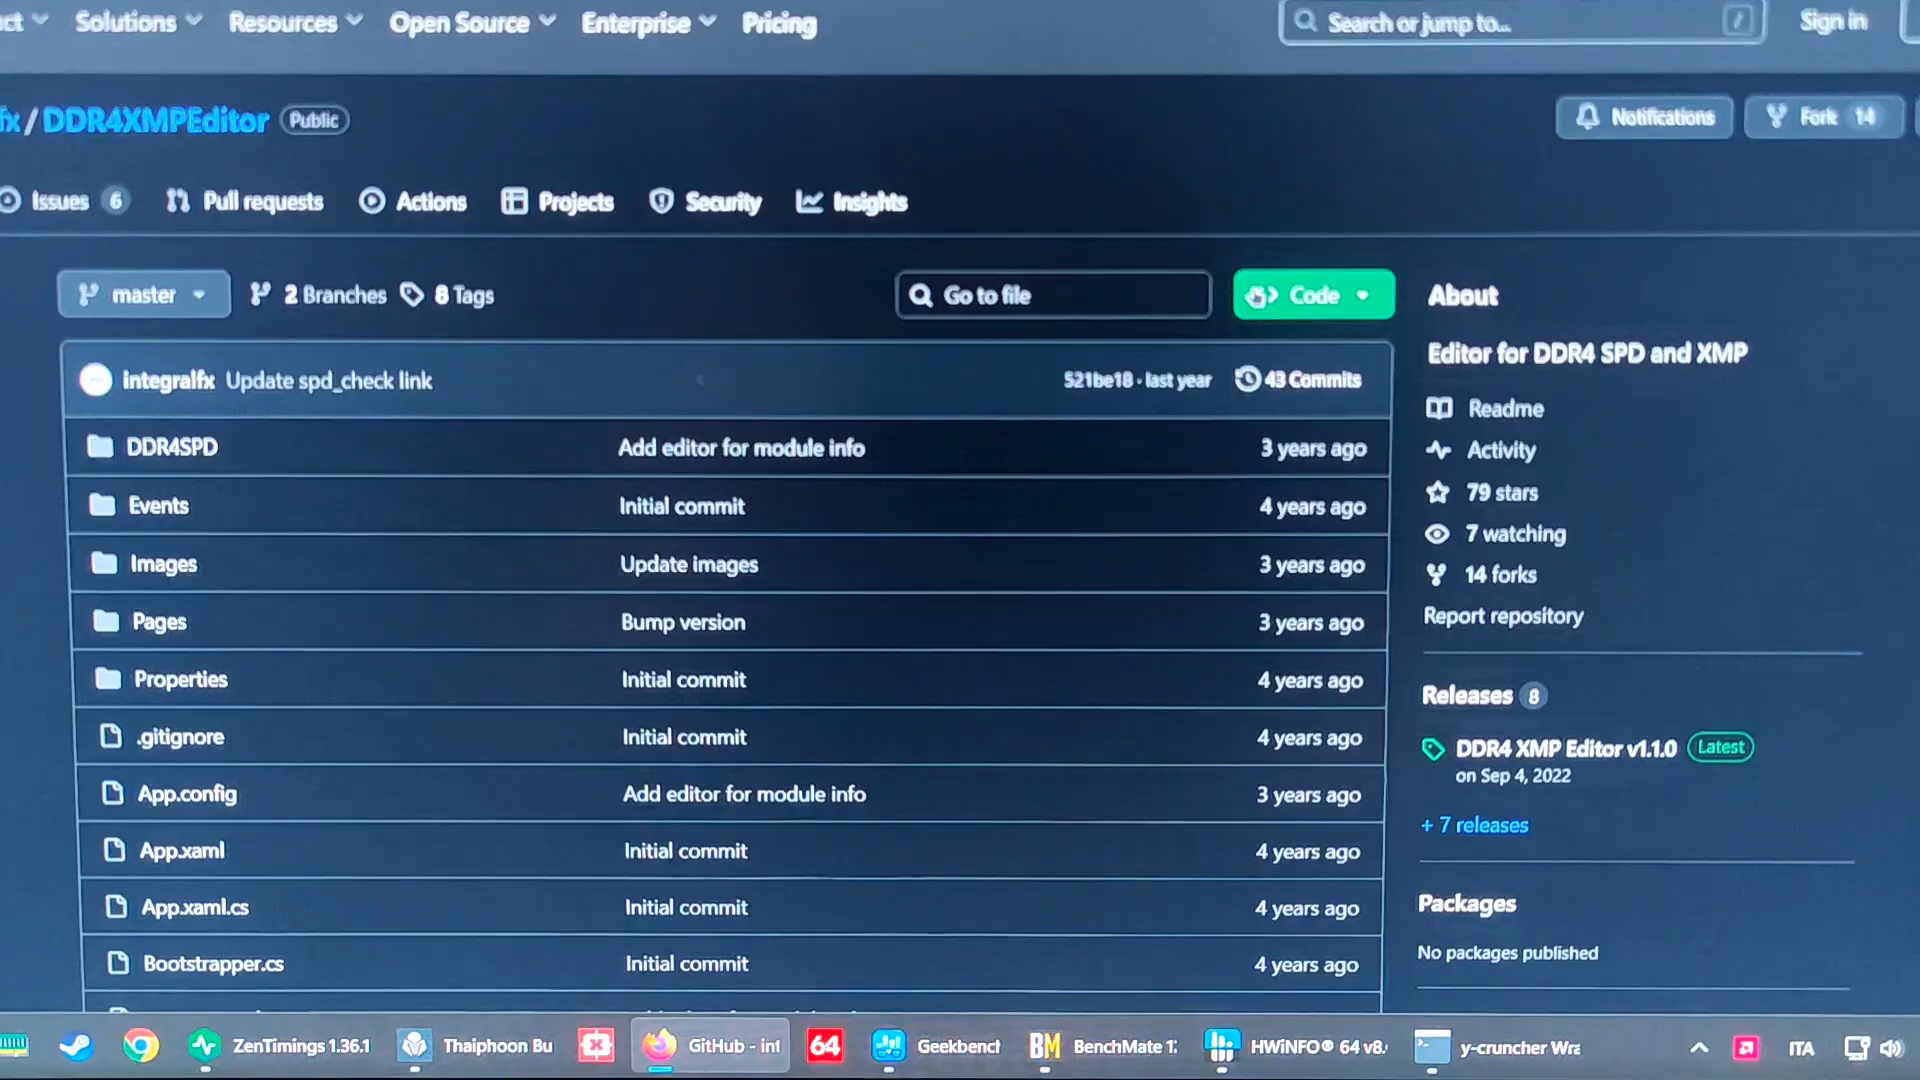 Solutions Resources Open Source Enterprise Pricing Search or jump to... / Sign in
fx / DDR4XMPEditor Public Notifications Fork 14
Issues 6 Pull requests Actions Projects Security Insights
master 2 Branches 8 Tags Go to file Code
integralfx Update spd_check link 521be18 · last year 43 Commits
DDR4SPD Add editor for module info 3 years ago
Events Initial commit 4 years ago
Images Update images 3 years ago
Pages Bump version 3 years ago
Properties Initial commit 4 years ago
.gitignore Initial commit 4 years ago
App.config Add editor for module info 3 years ago
App.xaml Initial commit 4 years ago
App.xaml.cs Initial commit 4 years ago
Bootstrapper.cs Initial commit 4 years ago
About
Editor for DDR4 SPD and XMP
Readme
Activity
79 stars
7 watching
14 forks
Report repository
Releases 8
DDR4 XMP Editor v1.1.0 Latest
on Sep 4, 2022
+ 7 releases
Packages
No packages published
ZenTimings 1.36.1 Thaiphoon Bu GitHub - int 64 Geekbench BM BenchMate 1 HWiNFO® 64 v8. y-cruncher Wra ITA